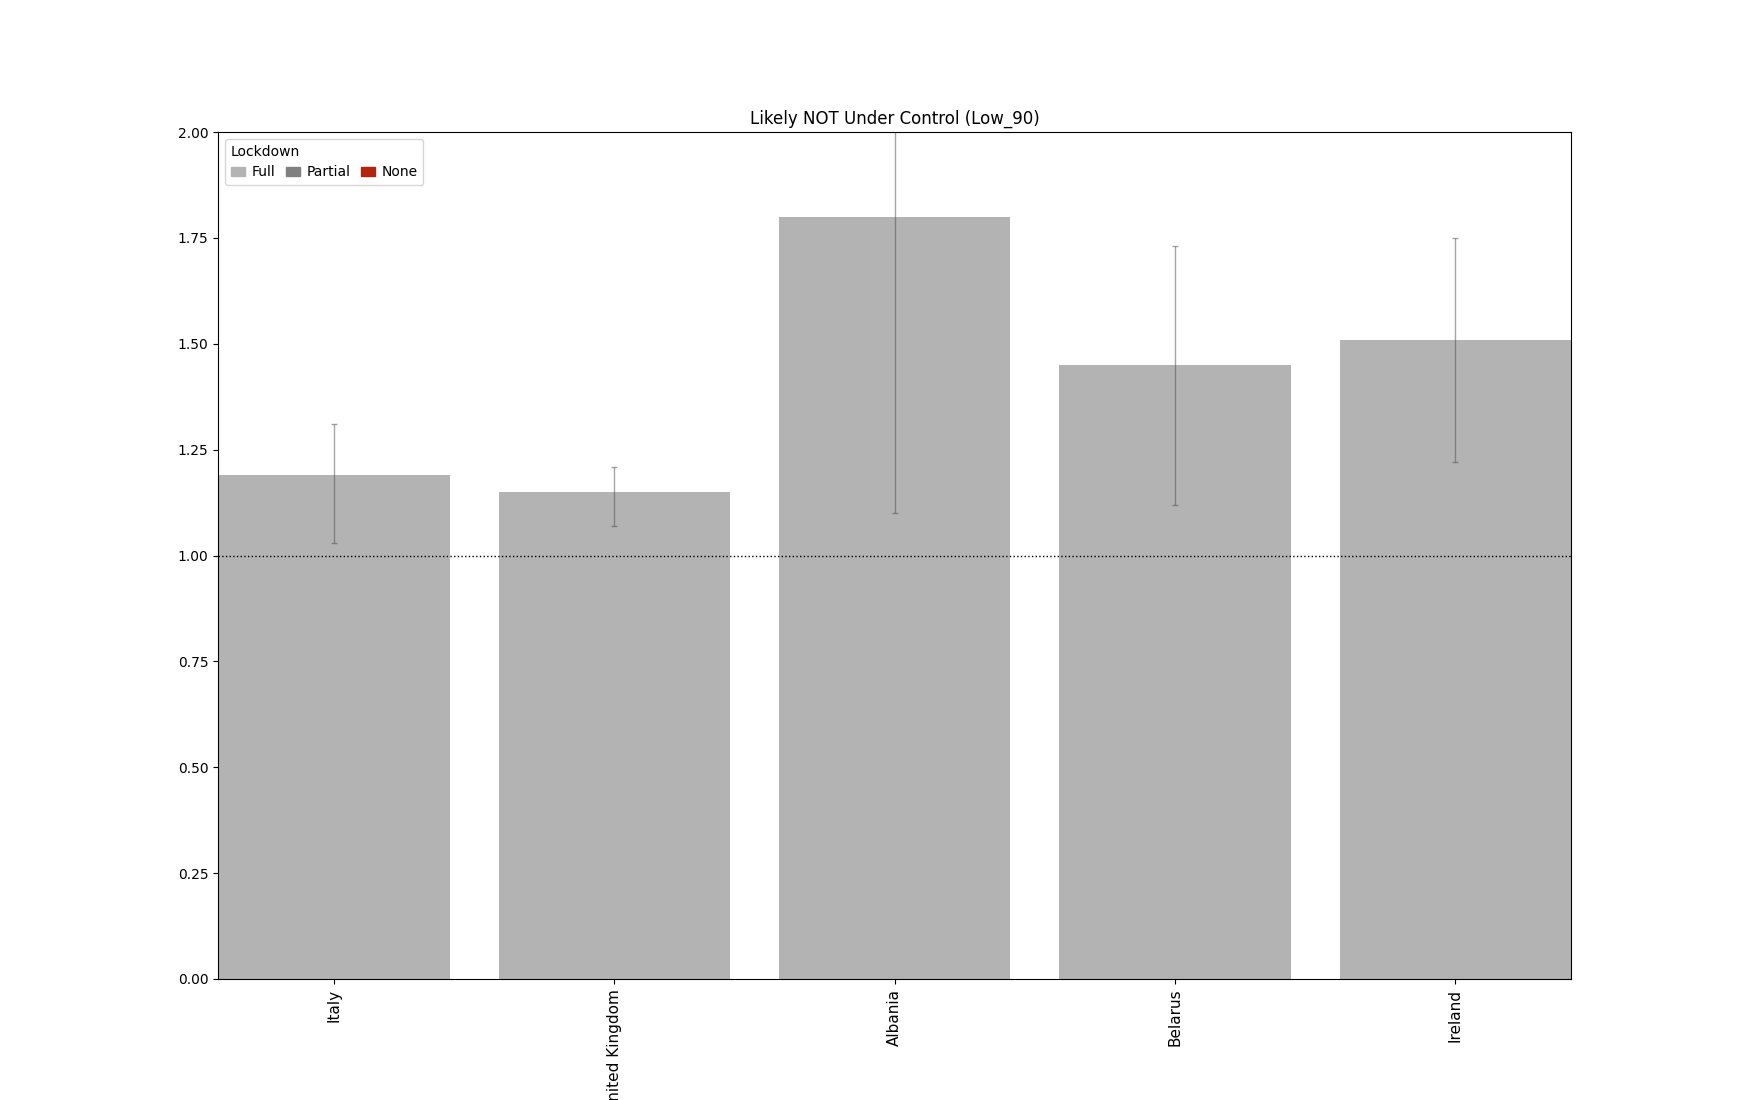 Likely NOT Under Control (Low_90)
Lockdown
Full Partial None
2.00
1.75
1.50
1.25
1.00
0.75
0.50
0.25
0.00
Italy
nited Kingdom
Albania
Belarus
Ireland